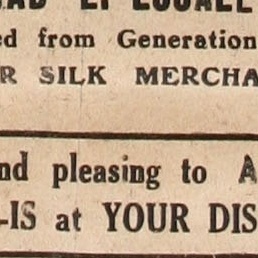 ed from Generation
R SILK MERCHA
nd pleasing to A
-IS at YOUR DIS